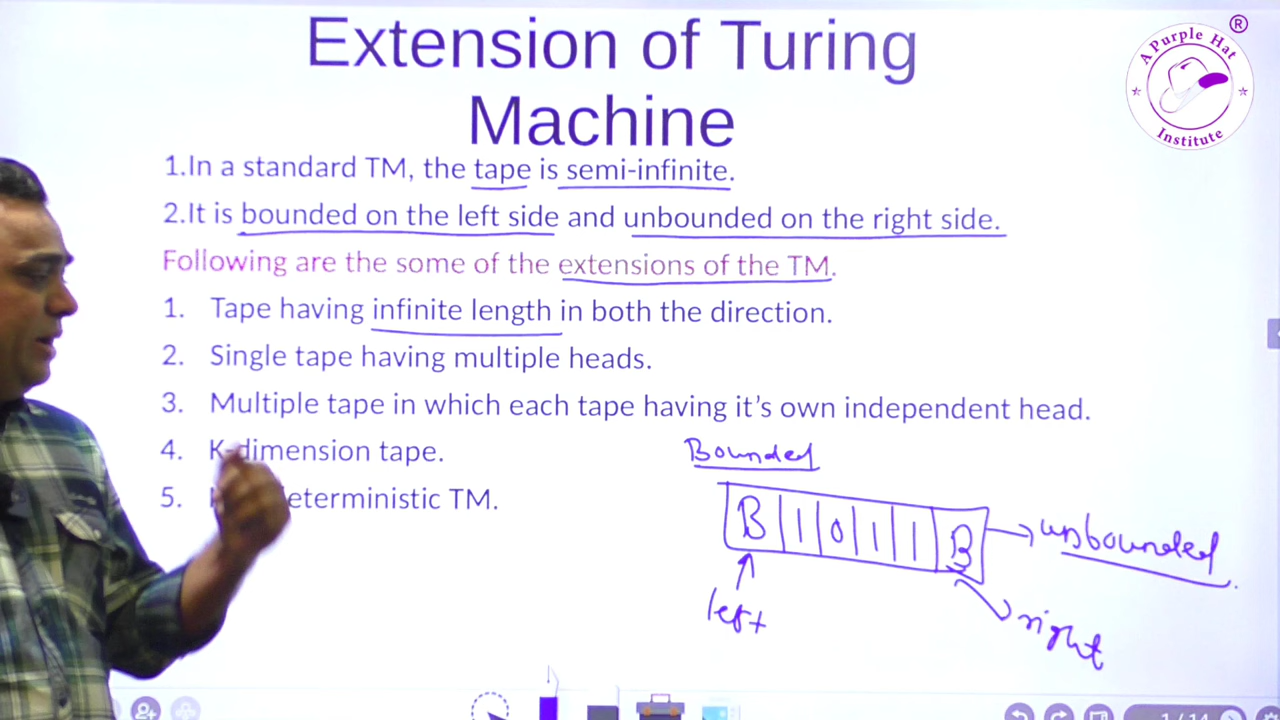 Extension of Turing
Machine
A Purple Hat
Institute
®
1.In a standard TM, the tape is semi-infinite.
2.It is bounded on the left side and unbounded on the right side.
Following are the some of the extensions of the TM.
1. Tape having infinite length in both the direction.
2. Single tape having multiple heads.
3. Multiple tape in which each tape having it's own independent head.
4. K-dimension tape.
5. deterministic TM.
Bounded
B 1 0 1 1 B
unbounded
left
right